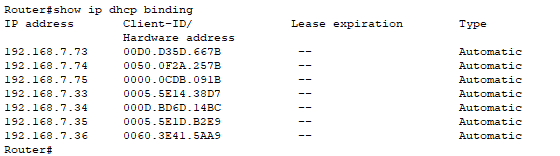 Router#show ip dhcp binding
IP address       Client-ID/              Lease expiration        Type
                 Hardware address
192.168.7.73     00D0.D35D.667B           --                     Automatic
192.168.7.74     0050.0F2A.257B           --                     Automatic
192.168.7.75     0000.0CDB.091B           --                     Automatic
192.168.7.33     0005.5E14.38D7           --                     Automatic
192.168.7.34     000D.BD6D.14BC           --                     Automatic
192.168.7.35     0005.5E1D.B2E9           --                     Automatic
192.168.7.36     0060.3E41.5AA9           --                     Automatic
Router#